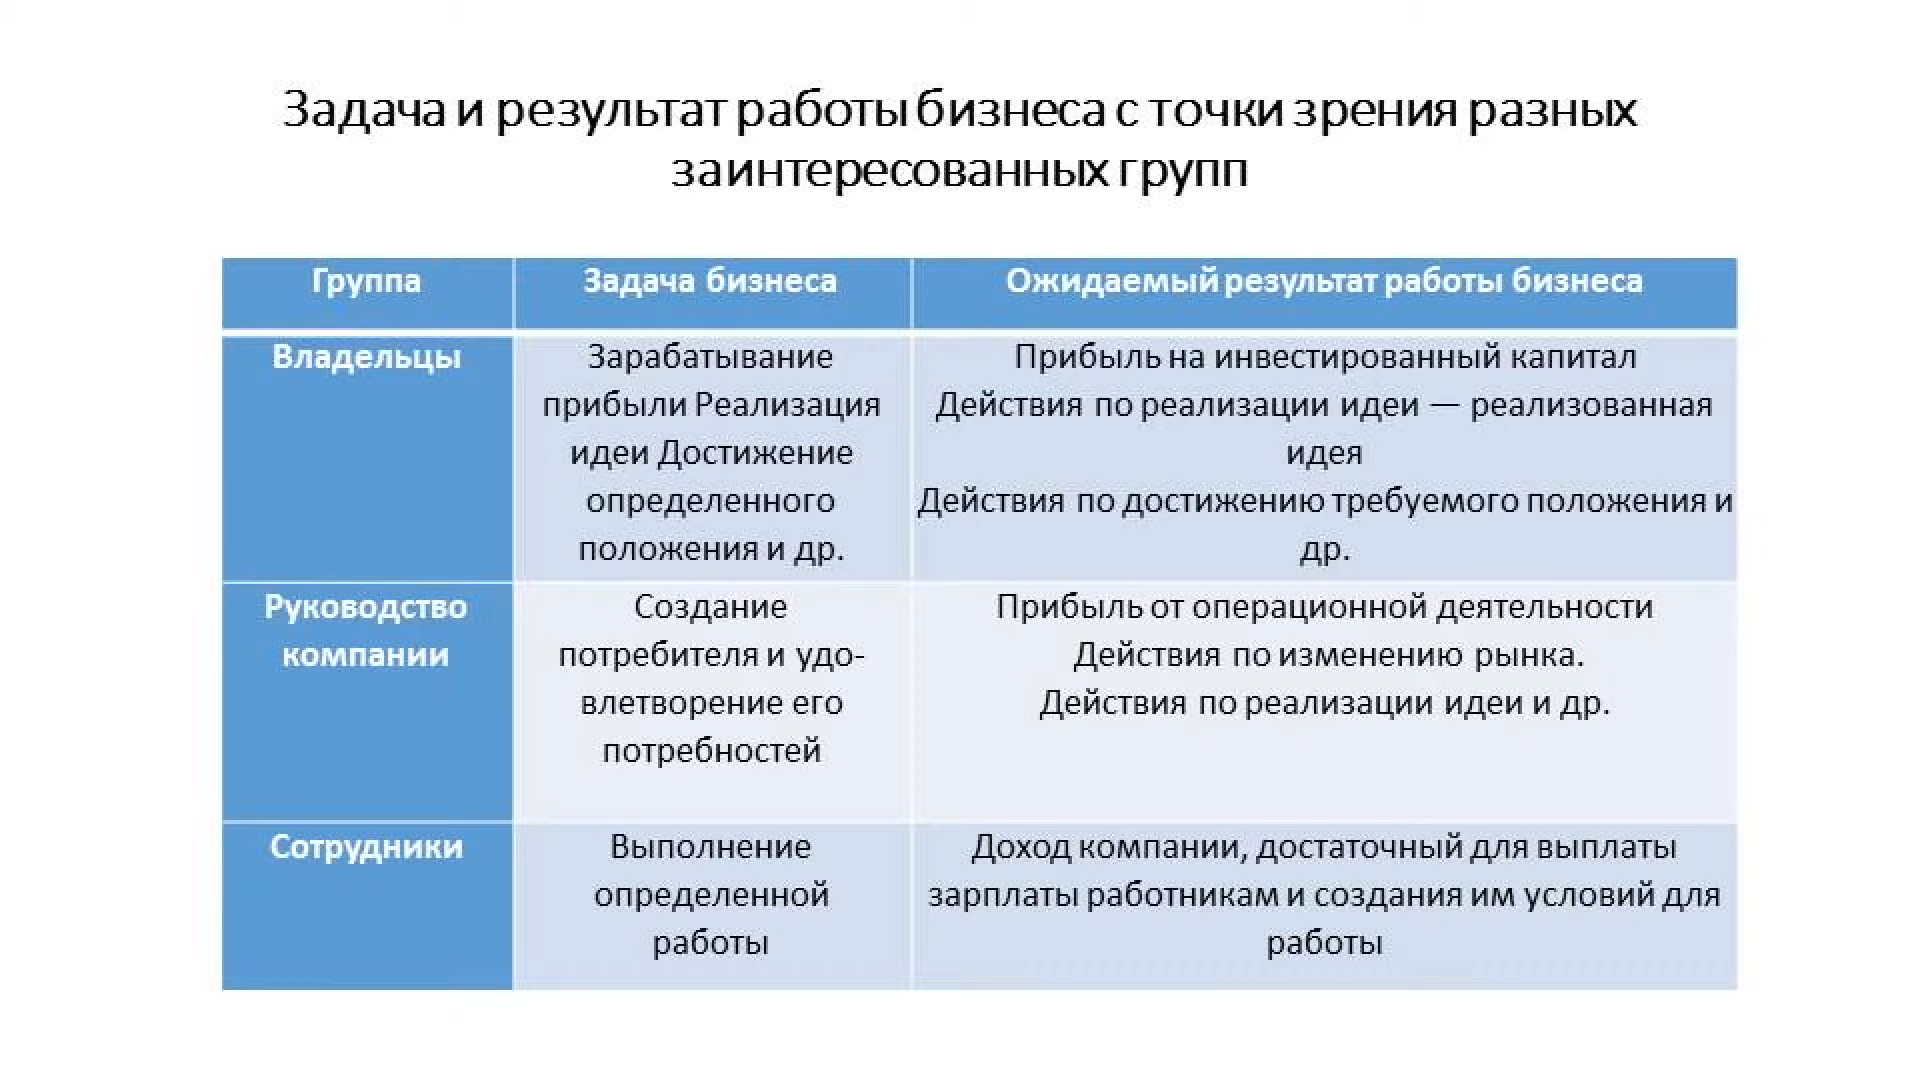 Задача и результат работы бизнеса с точки зрения разных
заинтересованных групп
Группа
Задача бизнеса
Ожидаемый результат работы бизнеса
Владельцы
Зарабатывание
прибыли Реализация
идеи Достижение
определенного
положения и др.
Прибыль на инвестированный капитал
Действия по реализации идеи — реализованная
идея
Действия по достижению требуемого положения и
др.
Руководство
компании
Создание
потребителя и удо-
влетворение его
потребностей
Прибыль от операционной деятельности
Действия по изменению рынка.
Действия по реализации идеи и др.
Сотрудники
Выполнение
определенной
работы
Доход компании, достаточный для выплаты
зарплаты работникам и создания им условий для
работы